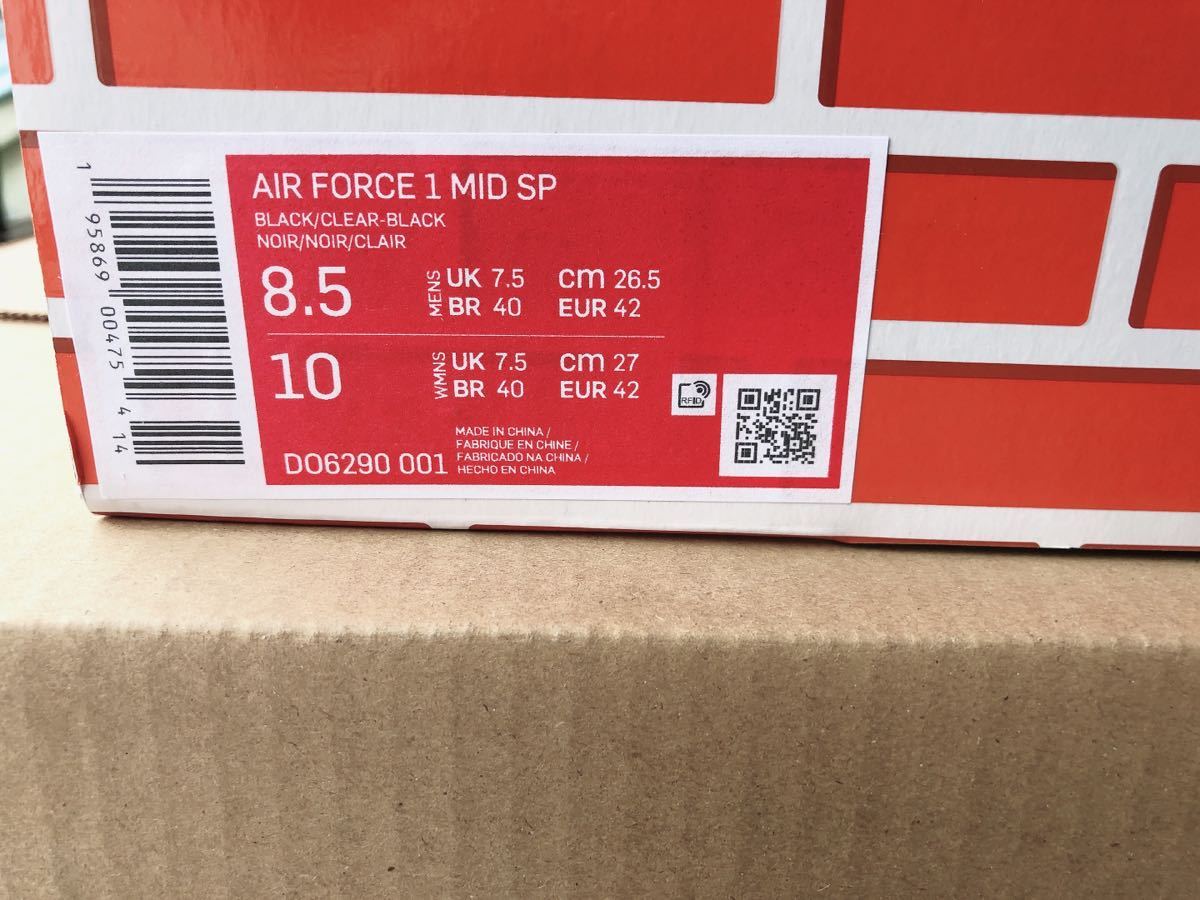 AIR FORCE 1 MID SP
BLACK/CLEAR-BLACK
NOIR/NOIR/CLAIR
8.5 MENS UK 7.5 cm 26.5
BR 40 EUR 42
10 WMNS UK 7.5 cm 27
BR 40 EUR 42
RFID
MADE IN CHINA /
FABRIQUE EN CHINE /
FABRICADO NA CHINA /
HECHO EN CHINA
DO6290 001
1 95869 00475 4 14